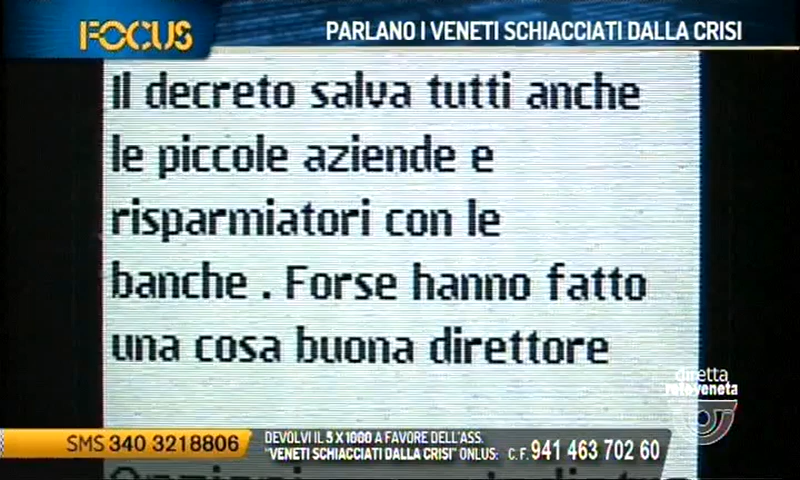 FOCUS
PARLANO I VENETI SCHIACCIATI DALLA CRISI
Il decreto salva tutti anche
le piccole aziende e
risparmiatori con le
banche . Forse hanno fatto
una cosa buona direttore
diretta
reteveneta
SMS 340 3218806
DEVOLVI IL 5 X 1000 A FAVORE DELL'ASS.
"VENETI SCHIACCIATI DALLA CRISI" ONLUS: C.F. 941 463 702 60
Opzioni